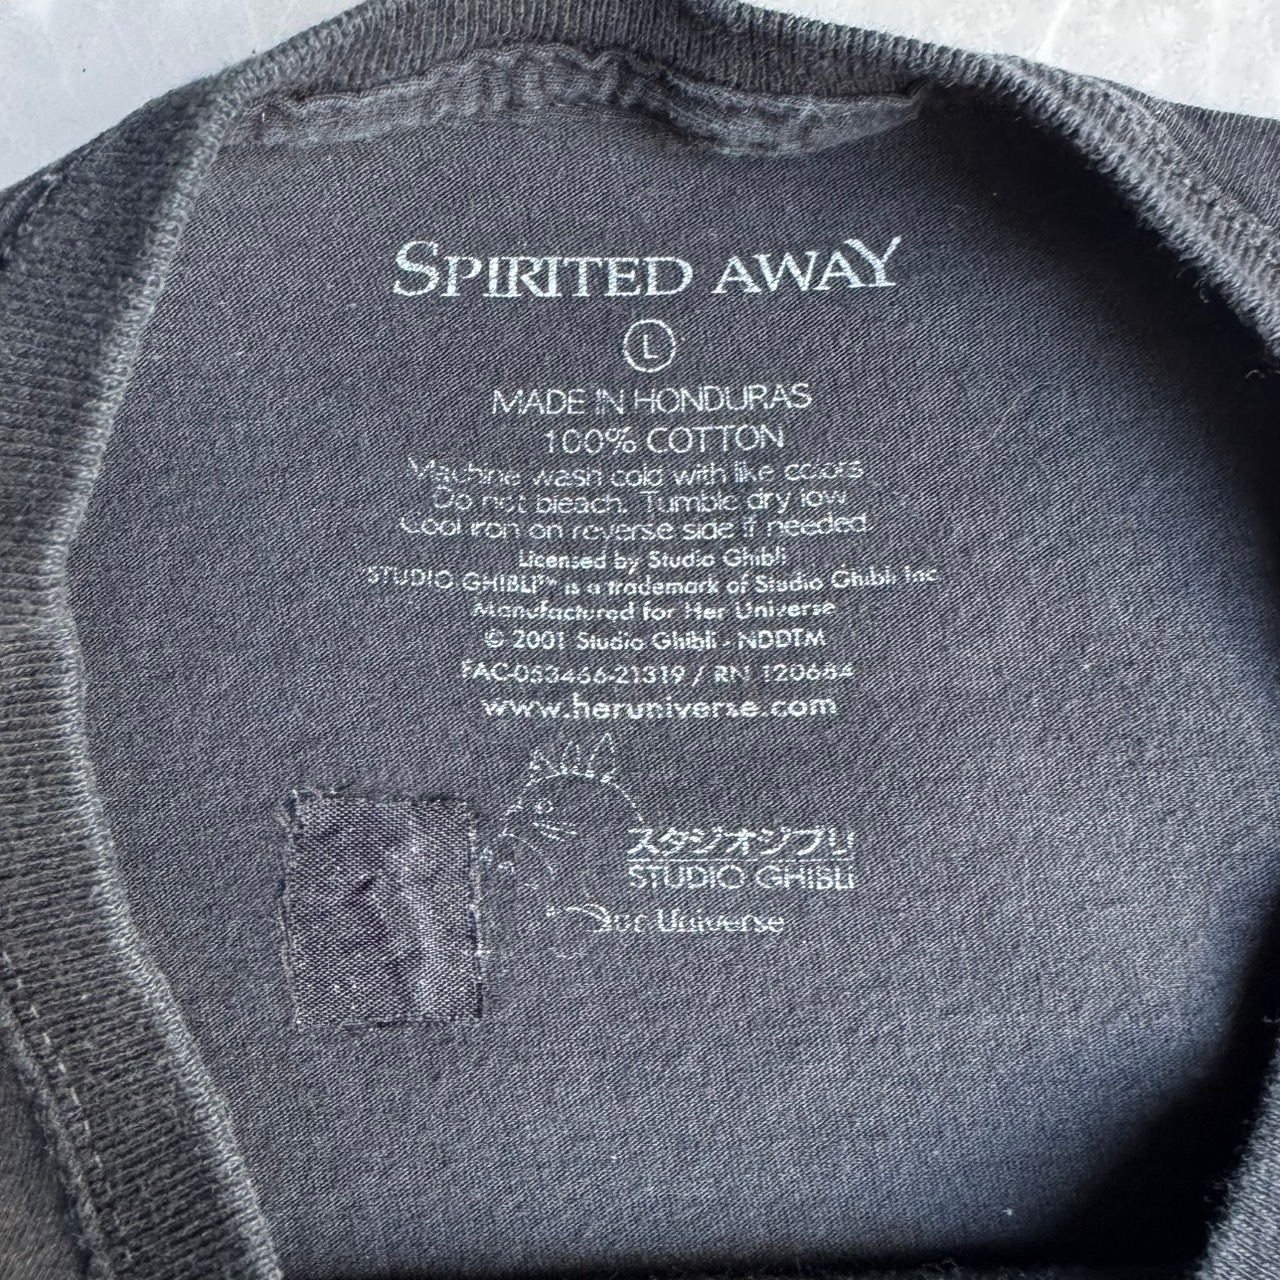 SPIRITED AWAY
L
MADE IN HONDURAS
100% COTTON
Machine wash cold with like colors
Do not bleach. Tumble dry low
Cool iron on reverse side if needed.
Licensed by Studio Ghibli
"STUDIO GHIBLI™ is a trademark of Studio Ghibli Inc
Manufactured for Her Universe
© 2001 Studio Ghibli - NDDTM
FAC-053466-21319 / RN 120684
www.heruniverse.com
スタジオジブリ
STUDIO GHIBLI
Universe